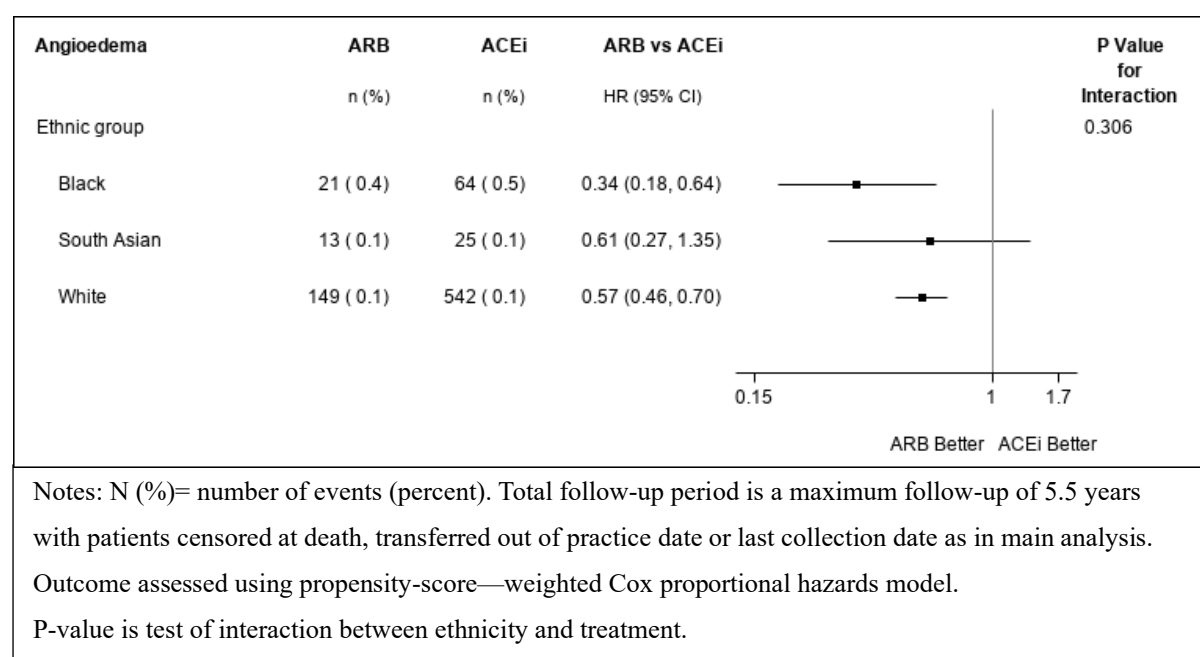 Angioedema ARB ACEi ARB vs ACEi P Value
for
n (%) n (%) HR (95% CI) Interaction
Ethnic group 0.306
Black 21 ( 0.4) 64 ( 0.5) 0.34 (0.18, 0.64)
South Asian 13 ( 0.1) 25 ( 0.1) 0.61 (0.27, 1.35)
White 149 ( 0.1) 542 ( 0.1) 0.57 (0.46, 0.70)
0.15 1 1.7
ARB Better ACEi Better
Notes: N (%)= number of events (percent). Total follow-up period is a maximum follow-up of 5.5 years
with patients censored at death, transferred out of practice date or last collection date as in main analysis.
Outcome assessed using propensity-score—weighted Cox proportional hazards model.
P-value is test of interaction between ethnicity and treatment.